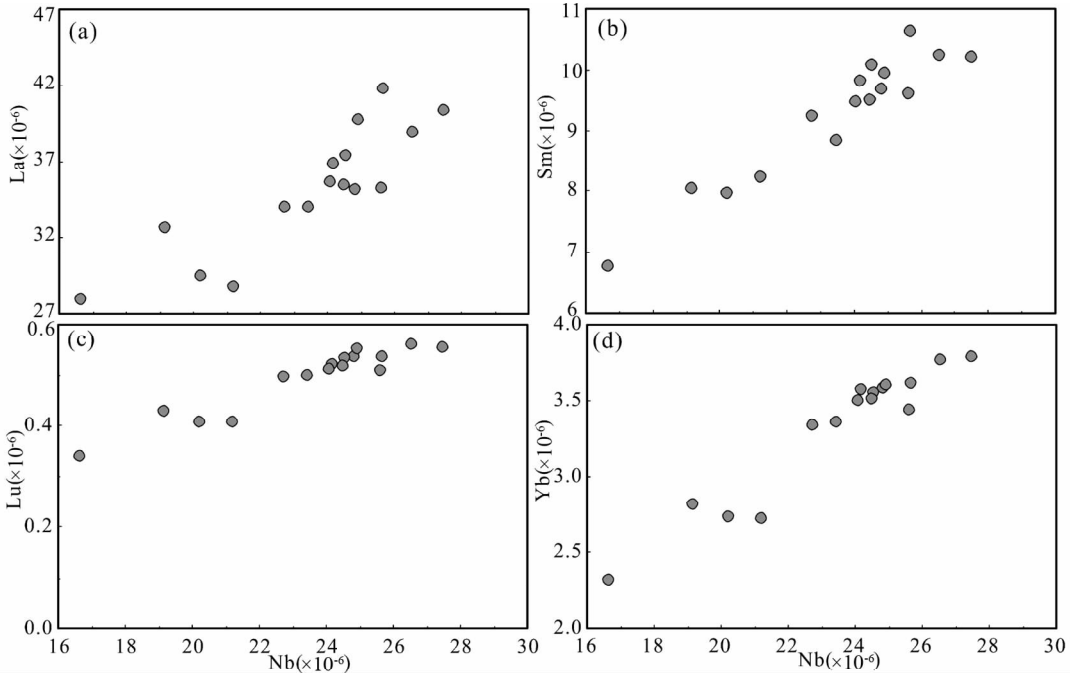 47
42
37
32
27
La(×10⁻⁶)
(a)
11
10
9
8
7
6
Sm(×10⁻⁶)
(b)
0.6
0.4
0.2
0.0
Lu(×10⁻⁶)
(c)
16 18 20 22 24 26 28 30
Nb(×10⁻⁶)
4.0
3.5
3.0
2.5
2.0
Yb(×10⁻⁶)
(d)
16 18 20 22 24 26 28 30
Nb(×10⁻⁶)